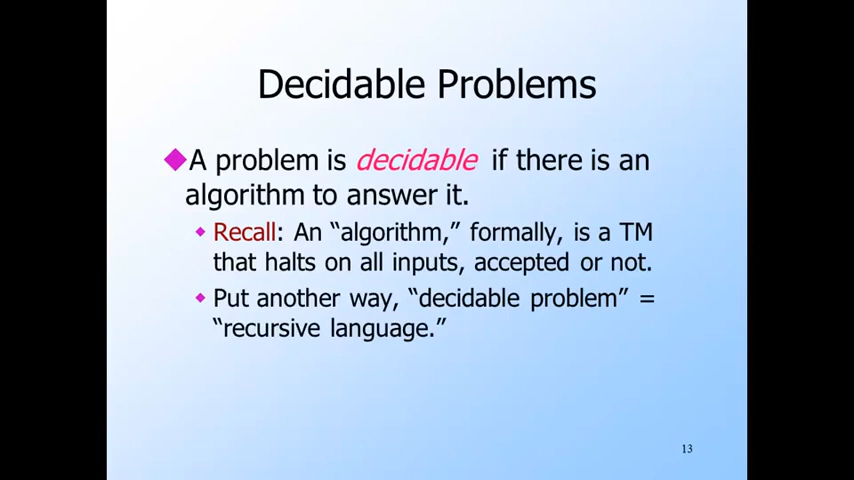 Decidable Problems
A problem is decidable if there is an
algorithm to answer it.
Recall: An “algorithm,” formally, is a TM
that halts on all inputs, accepted or not.
Put another way, “decidable problem” =
“recursive language.”
13